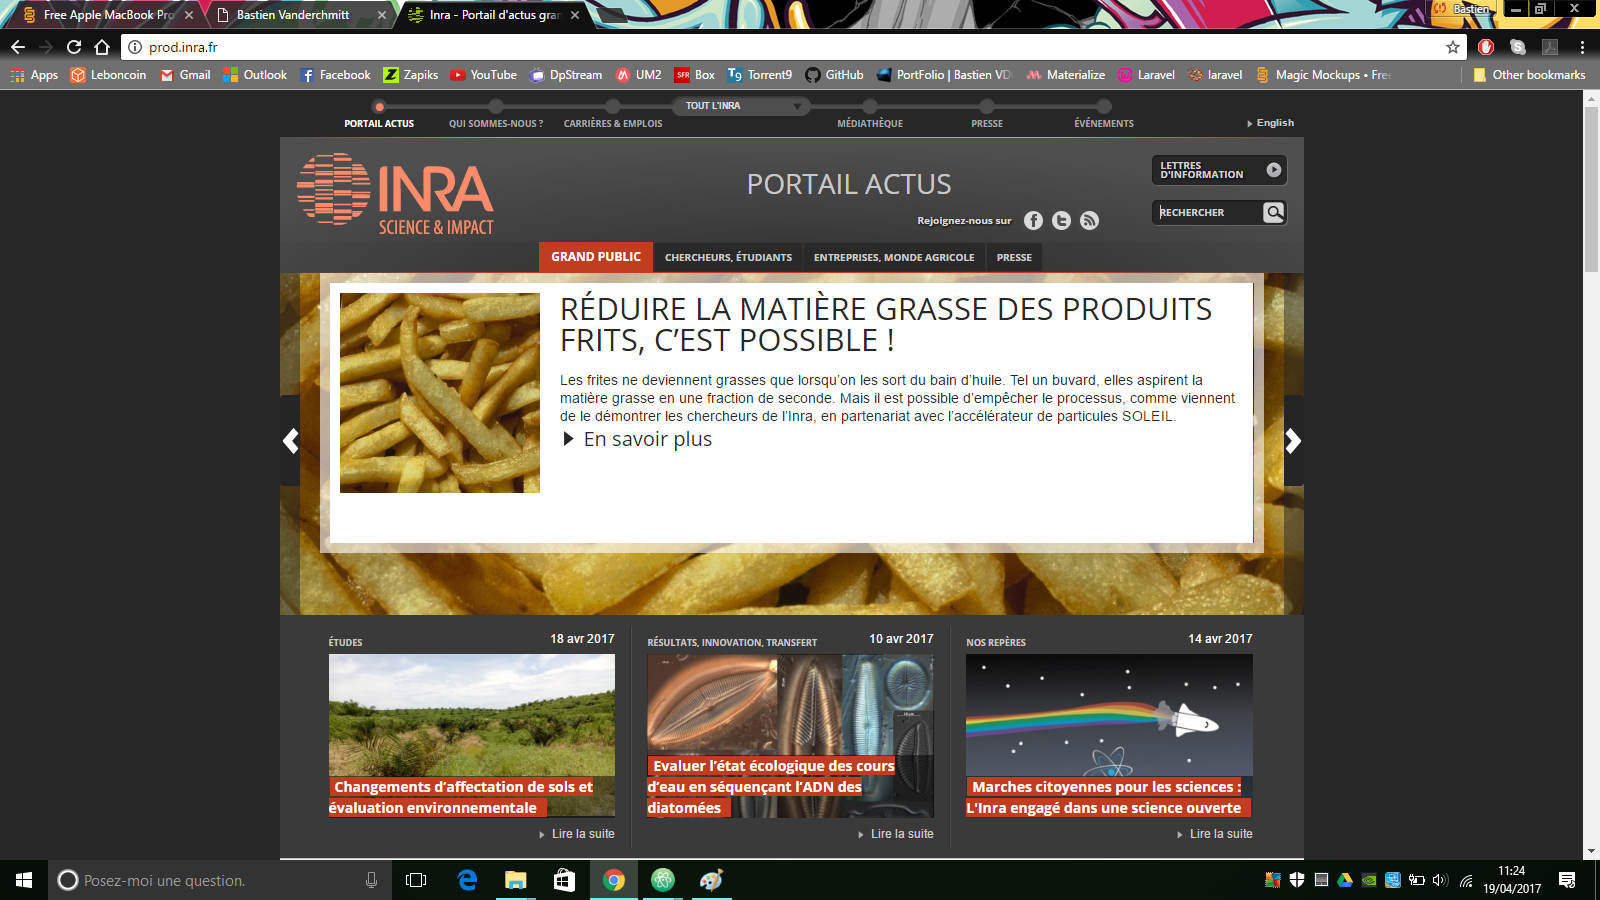 Free Apple MacBook Pro
Bastien Vanderchmitt
Inra - Portail d'actus gran
Bastien
prod.inra.fr
Apps
Leboncoin
Gmail
Outlook
Facebook
Zapiks
YouTube
DpStream
UM2
SFR
Box
T9
Torrent9
GitHub
PortFolio | Bastien VD
Materialize
Laravel
laravel
Magic Mockups • Free
Other bookmarks
PORTAIL ACTUS
QUI SOMMES-NOUS ?
CARRIÈRES & EMPLOIS
TOUT L'INRA
MÉDIATHÈQUE
PRESSE
ÉVÉNEMENTS
English
INRA
SCIENCE & IMPACT
PORTAIL ACTUS
LETTRES
D'INFORMATION
Rejoignez-nous sur
RECHERCHER
GRAND PUBLIC
CHERCHEURS, ÉTUDIANTS
ENTREPRISES, MONDE AGRICOLE
PRESSE
RÉDUIRE LA MATIÈRE GRASSE DES PRODUITS
FRITS, C’EST POSSIBLE !
Les frites ne deviennent grasses que lorsqu’on les sort du bain d’huile. Tel un buvard, elles aspirent la
matière grasse en une fraction de seconde. Mais il est possible d’empêcher le processus, comme viennent
de le démontrer les chercheurs de l’Inra, en partenariat avec l’accélérateur de particules SOLEIL.
En savoir plus
ÉTUDES
18 avr 2017
Changements d’affectation de sols et
évaluation environnementale
Lire la suite
RÉSULTATS, INNOVATION, TRANSFERT
10 avr 2017
Evaluer l’état écologique des cours
d’eau en séquençant l’ADN des
diatomées
Lire la suite
NOS REPÈRES
14 avr 2017
Marches citoyennes pour les sciences :
L'Inra engagé dans une science ouverte
Lire la suite
Posez-moi une question.
11:24
19/04/2017